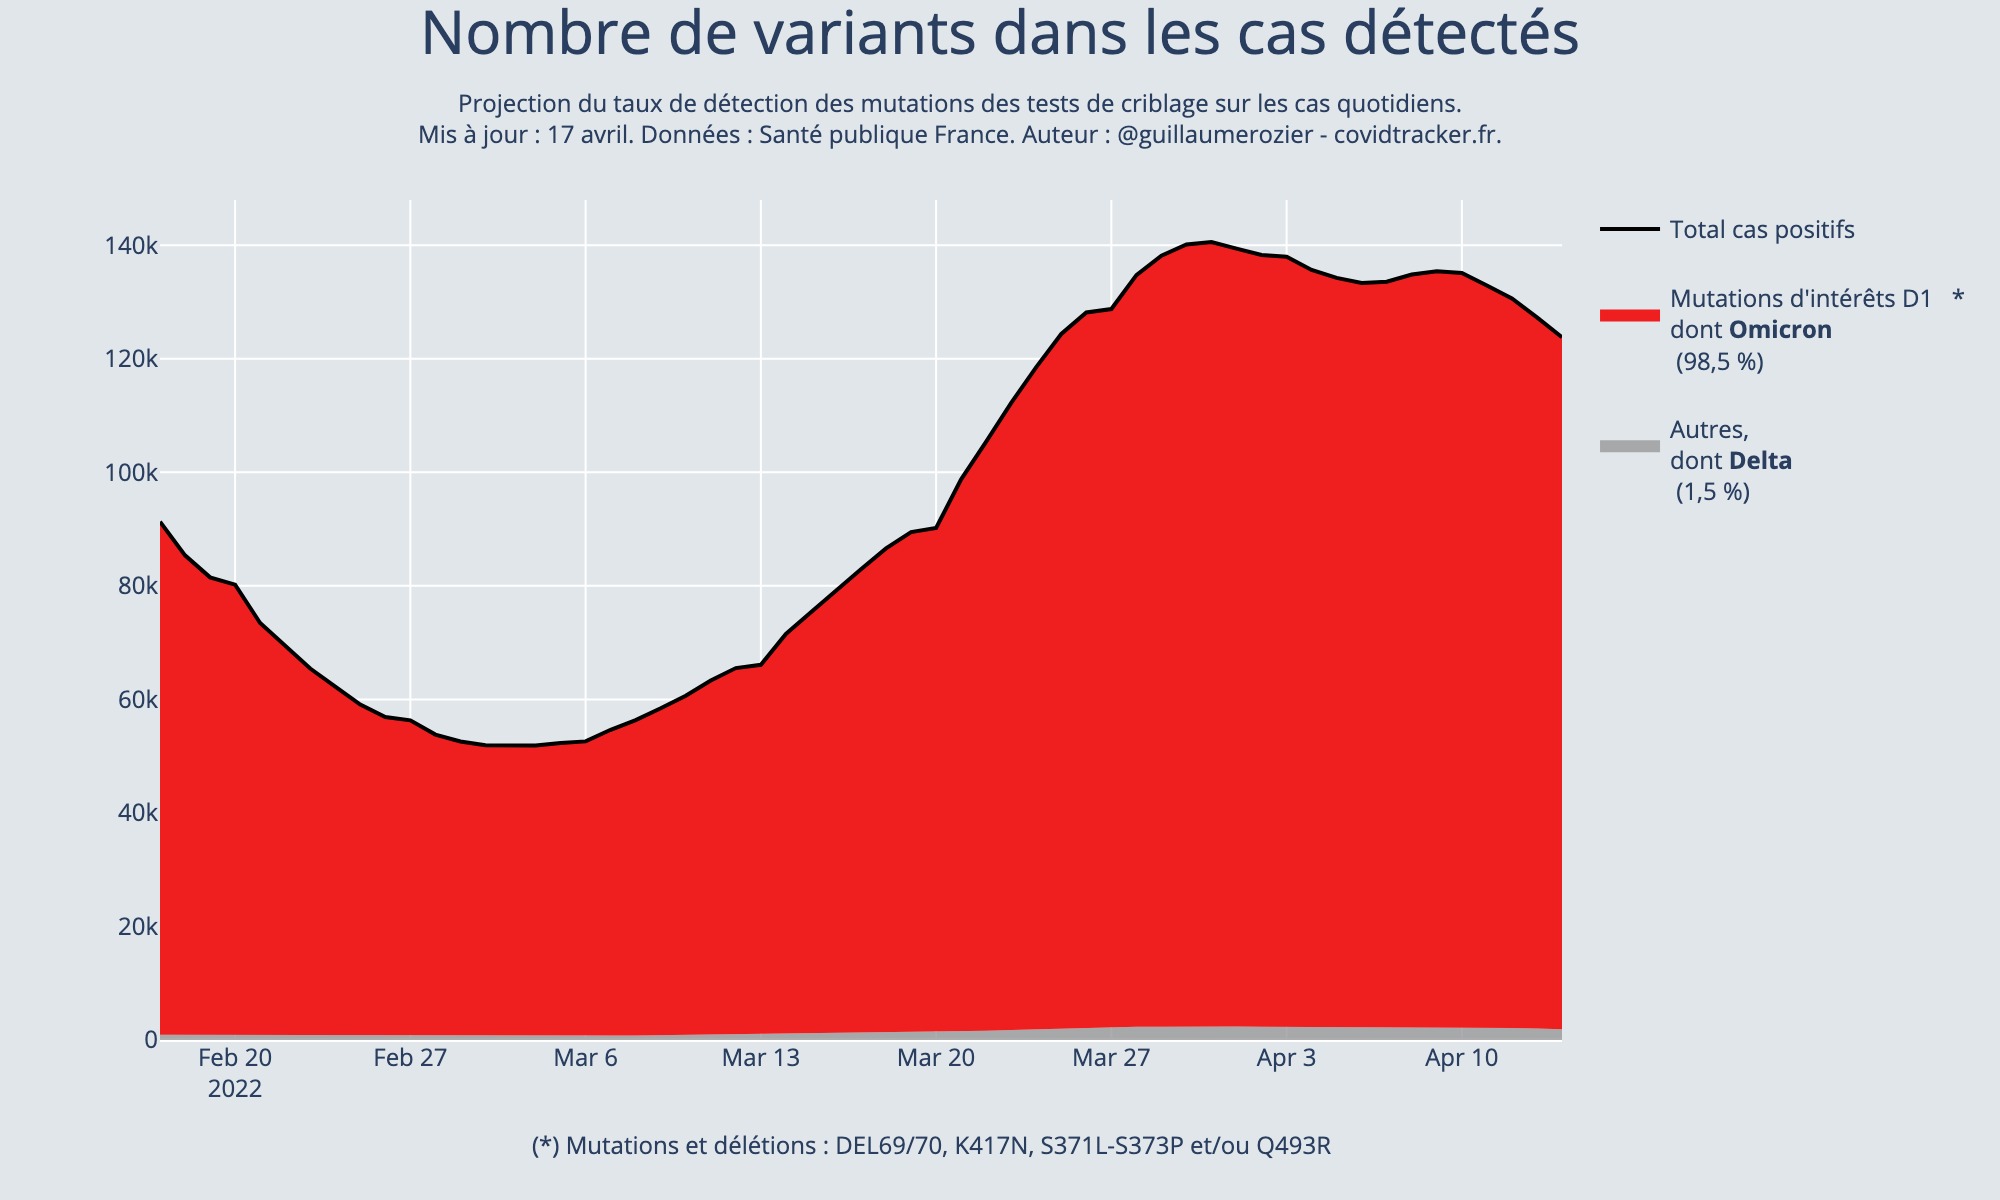 Nombre de variants dans les cas détectés
Projection du taux de détection des mutations des tests de criblage sur les cas quotidiens.
Mis à jour : 17 avril. Données : Santé publique France. Auteur : @guillaumerozier - covidtracker.fr.
140k
120k
100k
80k
60k
40k
20k
0
Feb 20 Feb 27 Mar 6 Mar 13 Mar 20 Mar 27 Apr 3 Apr 10
2022
Total cas positifs
Mutations d'intérêts D1 *
dont Omicron
(98,5 %)
Autres,
dont Delta
(1,5 %)
(*) Mutations et délétions : DEL69/70, K417N, S371L-S373P et/ou Q493R